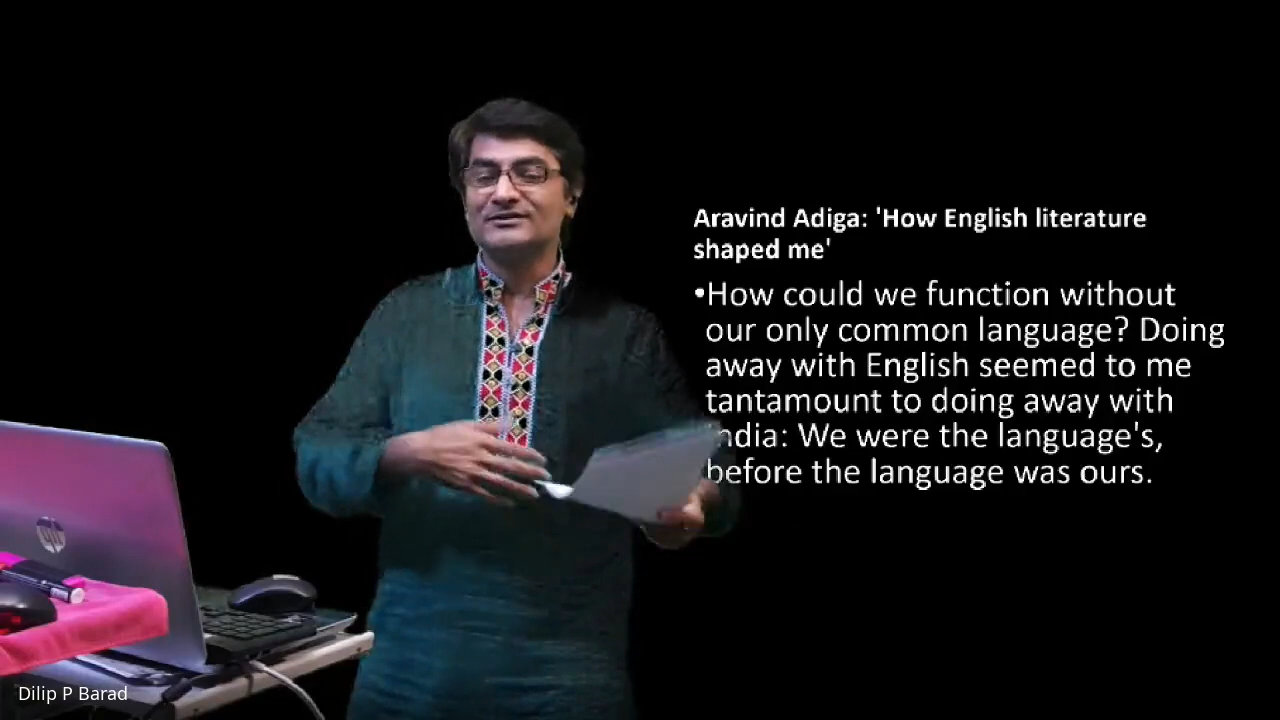 Aravind Adiga: 'How English literature
shaped me'
•How could we function without
our only common language? Doing
away with English seemed to me
tantamount to doing away with
India: We were the language's,
before the language was ours.
hp
Dilip P Barad